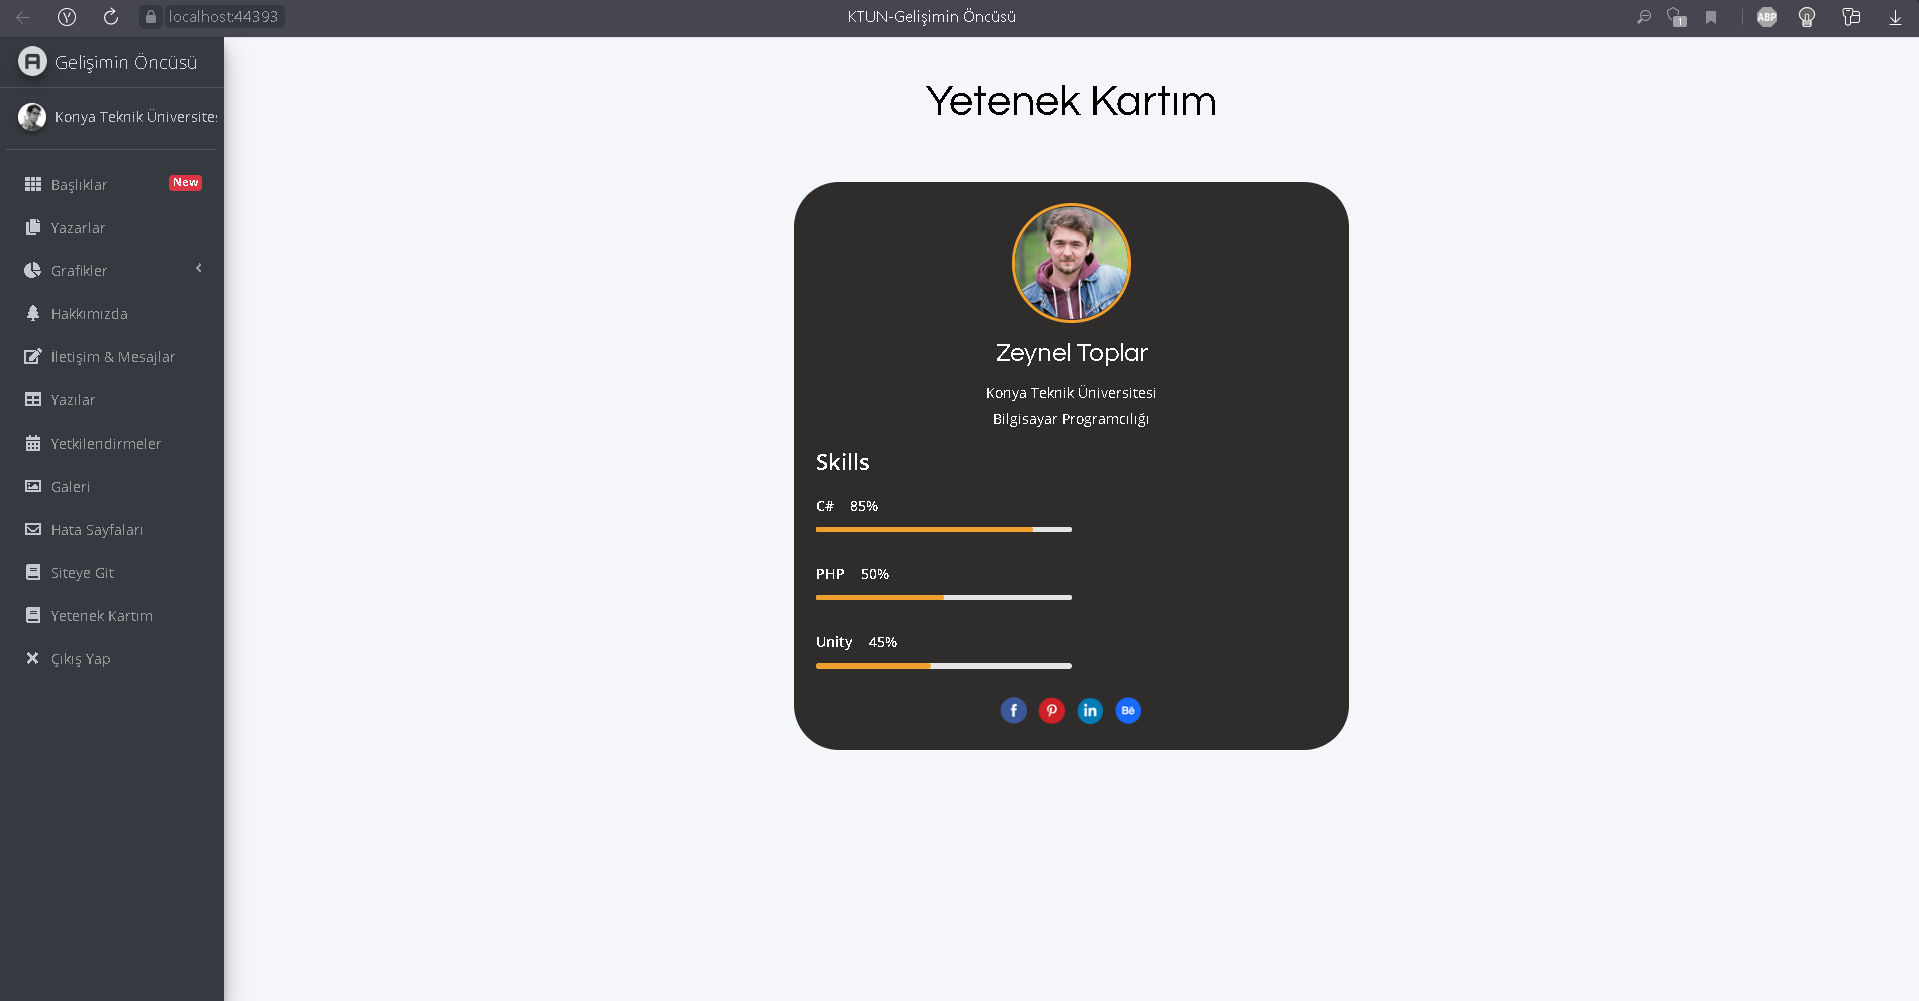 localhost:44393
KTUN-Gelişimin Öncüsü
1
ABP
Gelişimin Öncüsü
Konya Teknik Üniversites
Başlıklar
New
Yazarlar
Grafikler
Hakkımızda
İletişim & Mesajlar
Yazılar
Yetkilendirmeler
Galeri
Hata Sayfaları
Siteye Git
Yetenek Kartım
Çıkış Yap
Yetenek Kartım
Zeynel Toplar
Konya Teknik Üniversitesi
Bilgisayar Programcılığı
Skills
C# 85%
PHP 50%
Unity 45%
f
in
Bē